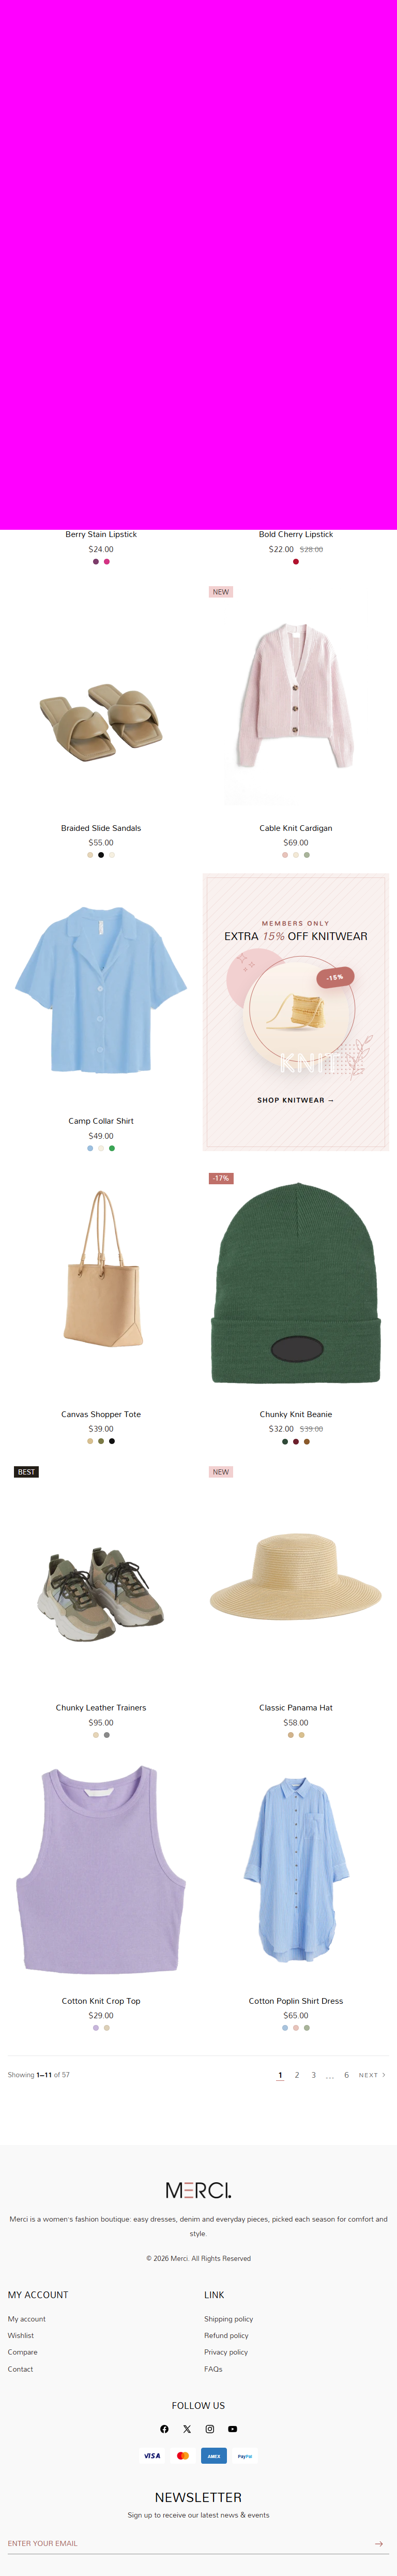 Berry Stain Lipstick
$24.00
Bold Cherry Lipstick
$22.00 $28.00
NEW
Braided Slide Sandals
$55.00
Cable Knit Cardigan
$69.00
Camp Collar Shirt
$49.00
MEMBERS ONLY
EXTRA 15% OFF KNITWEAR
-15%
KNIT
SHOP KNITWEAR →
Canvas Shopper Tote
$39.00
-17%
Chunky Knit Beanie
$32.00 $39.00
BEST
Chunky Leather Trainers
$95.00
NEW
Classic Panama Hat
$58.00
Cotton Knit Crop Top
$29.00
Cotton Poplin Shirt Dress
$65.00
Showing 1–11 of 57
1 2 3 … 6 NEXT
MERCI.
Merci is a women's fashion boutique: easy dresses, denim and everyday pieces, picked each season for comfort and
style.
© 2026 Merci. All Rights Reserved
MY ACCOUNT
My account
Wishlist
Compare
Contact
LINK
Shipping policy
Refund policy
Privacy policy
FAQs
FOLLOW US
VISA
AMEX
PayPal
NEWSLETTER
Sign up to receive our latest news & events
ENTER YOUR EMAIL